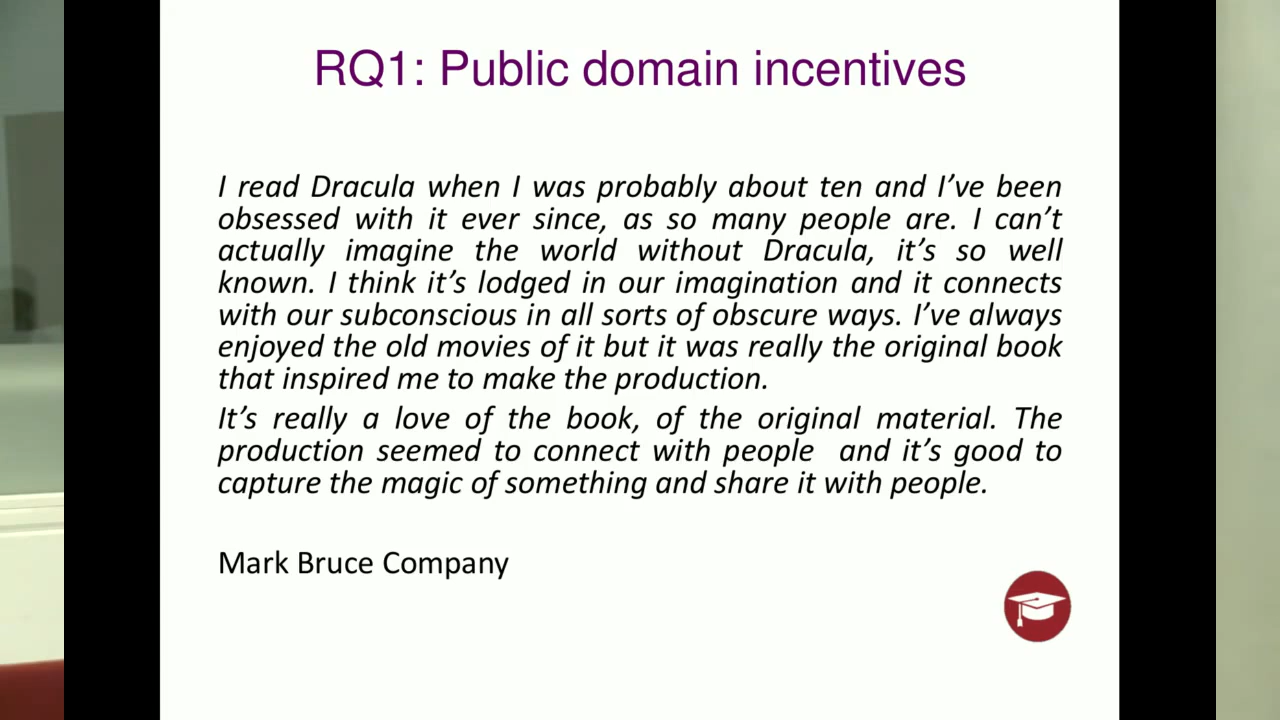 RQ1: Public domain incentives
I read Dracula when I was probably about ten and I’ve been
obsessed with it ever since, as so many people are. I can’t
actually imagine the world without Dracula, it’s so well
known. I think it’s lodged in our imagination and it connects
with our subconscious in all sorts of obscure ways. I’ve always
enjoyed the old movies of it but it was really the original book
that inspired me to make the production.
It’s really a love of the book, of the original material. The
production seemed to connect with people  and it’s good to
capture the magic of something and share it with people.
Mark Bruce Company